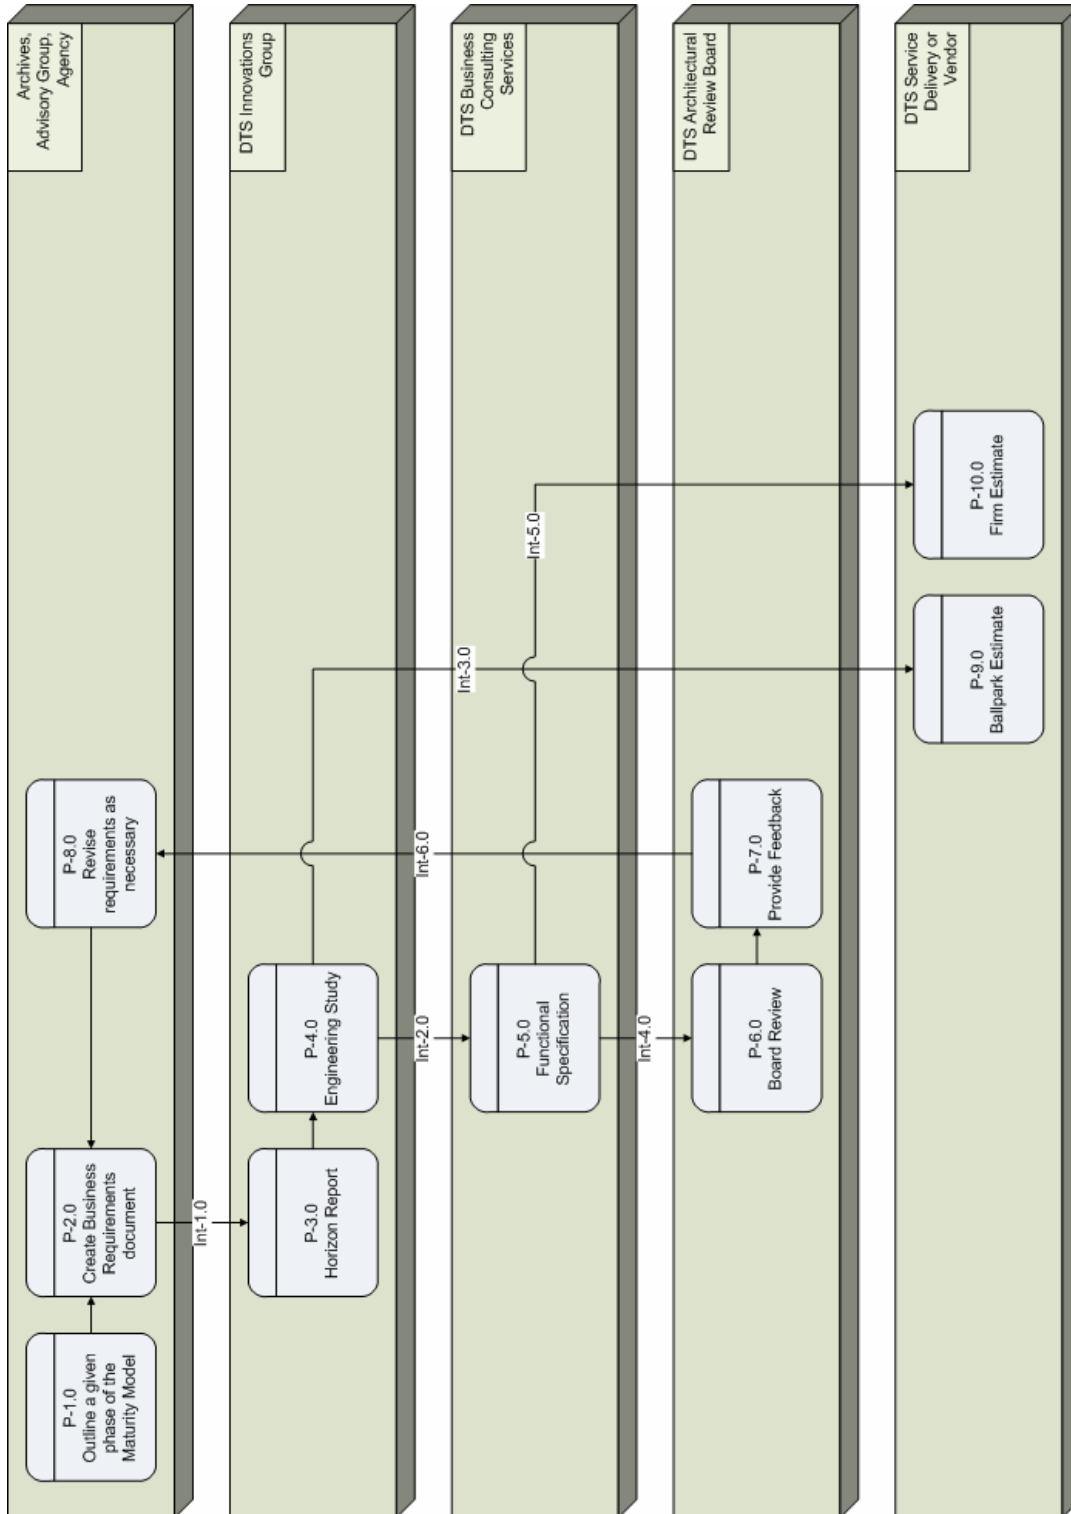 Archives,
Advisory Group,
Agency
P-1.0
Outline a given
phase of the
Maturity Model
P-2.0
Create Business
Requirements
document
P-8.0
Revise
requirements as
necessary
Int-1.0
DTS Innovations
Group
P-3.0
Horizon Report
P-4.0
Engineering Study
Int-2.0
Int-6.0
Int-3.0
DTS Business
Consulting
Services
P-5.0
Functional
Specification
Int-5.0
Int-4.0
DTS Architectural
Review Board
P-6.0
Board Review
P-7.0
Provide Feedback
DTS Service
Delivery or
Vendor
P-9.0
Ballpark Estimate
P-10.0
Firm Estimate